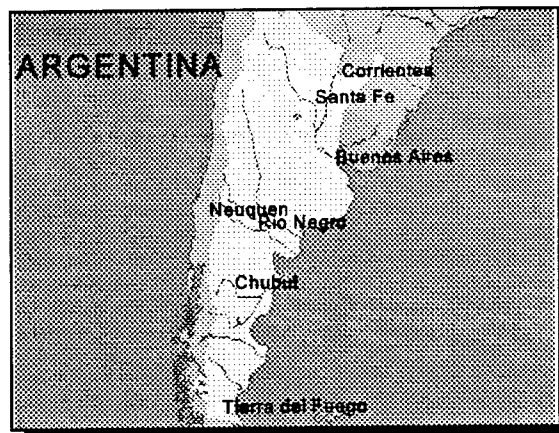 ARGENTINA
Corrientes
Santa Fe
Buenos Aires
Neuquen
Rio Negro
Chubut
Tierra del Fuego